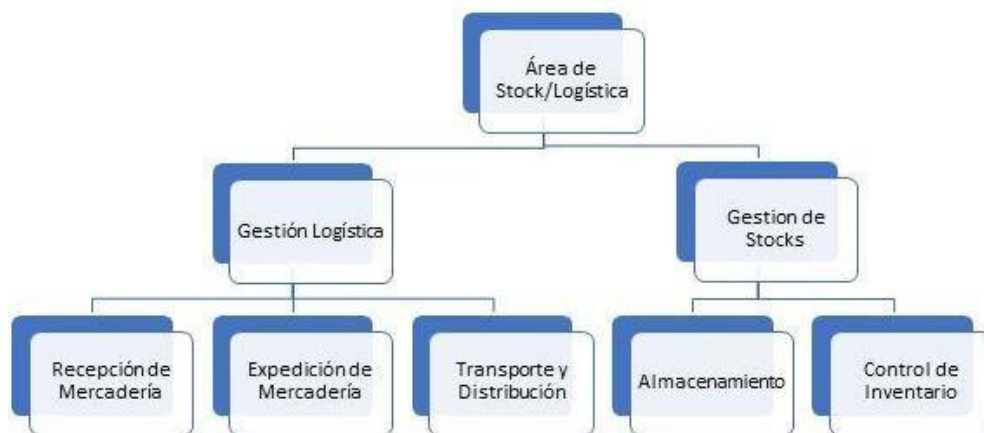 Área de
Stock/Logística
Gestión Logística
Gestion de
Stocks
Recepción de
Mercadería
Expedición de
Mercadería
Transporte y
Distribución
Almacenamiento
Control de
Inventario